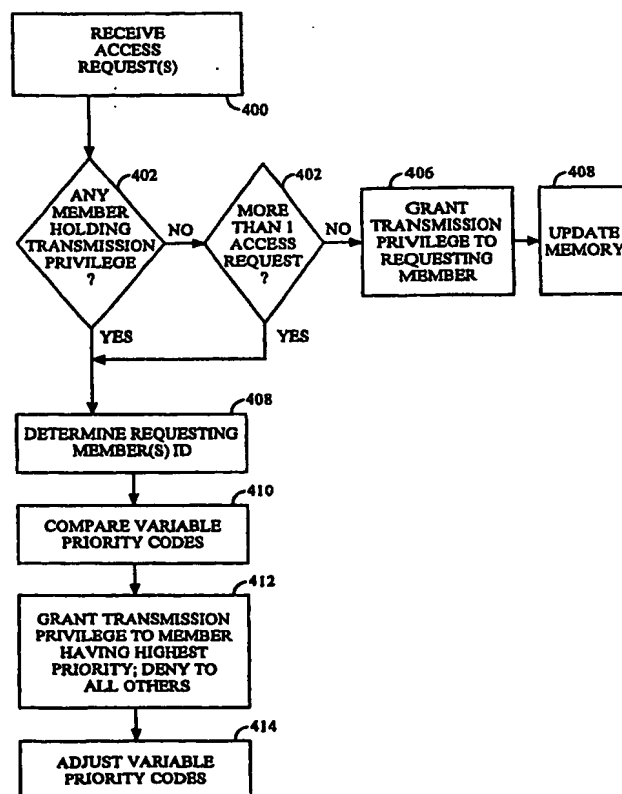 RECEIVE
ACCESS
REQUEST(S)
400
402
ANY
MEMBER
HOLDING
TRANSMISSION
PRIVILEGE
?
NO
YES
402
MORE
THAN 1
ACCESS
REQUEST
?
NO
YES
406
GRANT
TRANSMISSION
PRIVILEGE TO
REQUESTING
MEMBER
408
UPDATE
MEMORY
408
DETERMINE REQUESTING
MEMBER(S) ID
410
COMPARE VARIABLE
PRIORITY CODES
412
GRANT TRANSMISSION
PRIVILEGE TO MEMBER
HAVING HIGHEST
PRIORITY; DENY TO
ALL OTHERS
414
ADJUST VARIABLE
PRIORITY CODES